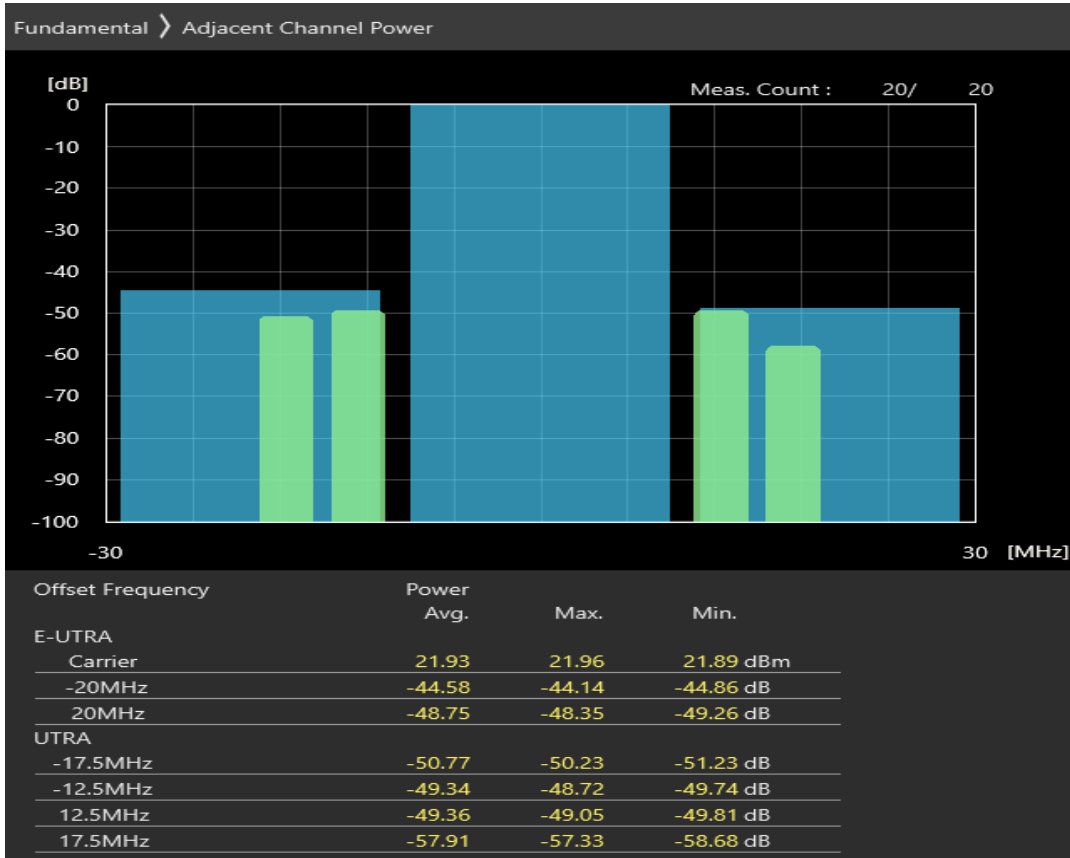 Fundamental 〉 Adjacent Channel Power
[dB]
Meas. Count : 20/ 20
0
-10
-20
-30
-40
-50
-60
-70
-80
-90
-100
-30 30 [MHz]
Offset Frequency Power
Avg. Max. Min.
E-UTRA
Carrier 21.93 21.96 21.89 dBm
-20MHz -44.58 -44.14 -44.86 dB
20MHz -48.75 -48.35 -49.26 dB
UTRA
-17.5MHz -50.77 -50.23 -51.23 dB
-12.5MHz -49.34 -48.72 -49.74 dB
12.5MHz -49.36 -49.05 -49.81 dB
17.5MHz -57.91 -57.33 -58.68 dB